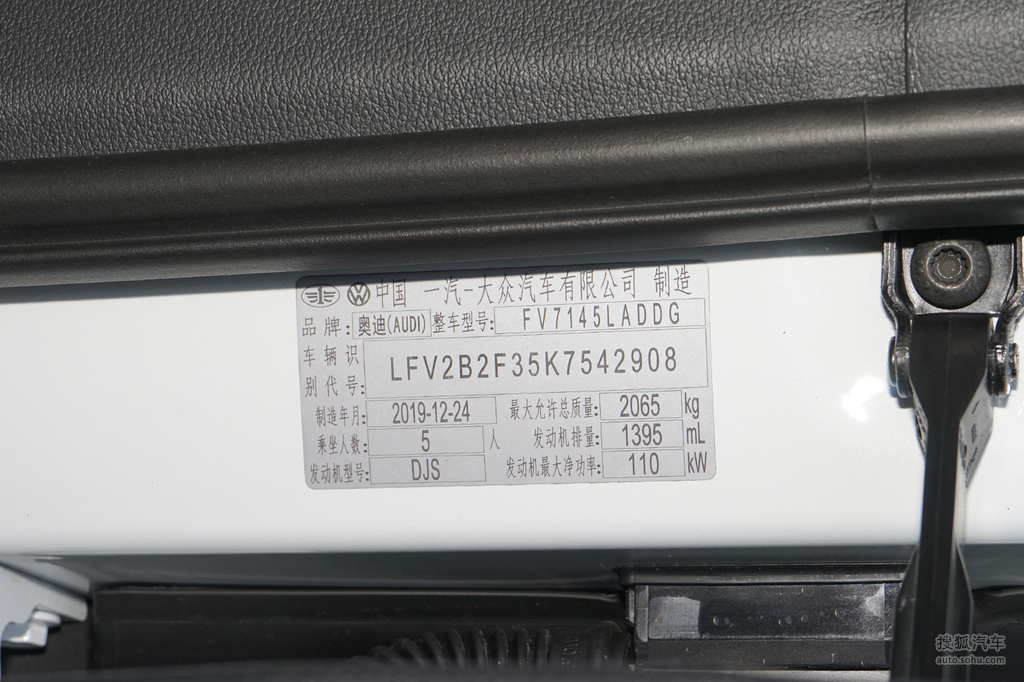 中国 一汽-大众汽车有限公司 制造
品牌: 奥迪(AUDI) 整车型号: FV7145LADDG
车辆识别代号: LFV2B2F35K7542908
制造年月: 2019-12-24 最大允许总质量: 2065 kg
乘坐人数: 5 人 发动机排量: 1395 mL
发动机型号: DJS 发动机最大净功率: 110 kW
搜狐汽车
auto.sohu.com